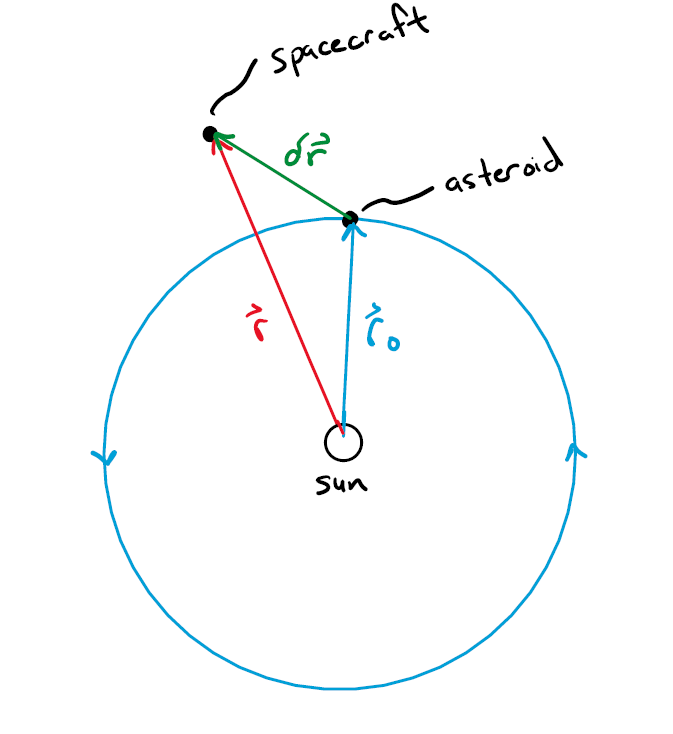 spacecraft
δr⃗
asteroid
r⃗
r⃗₀
sun